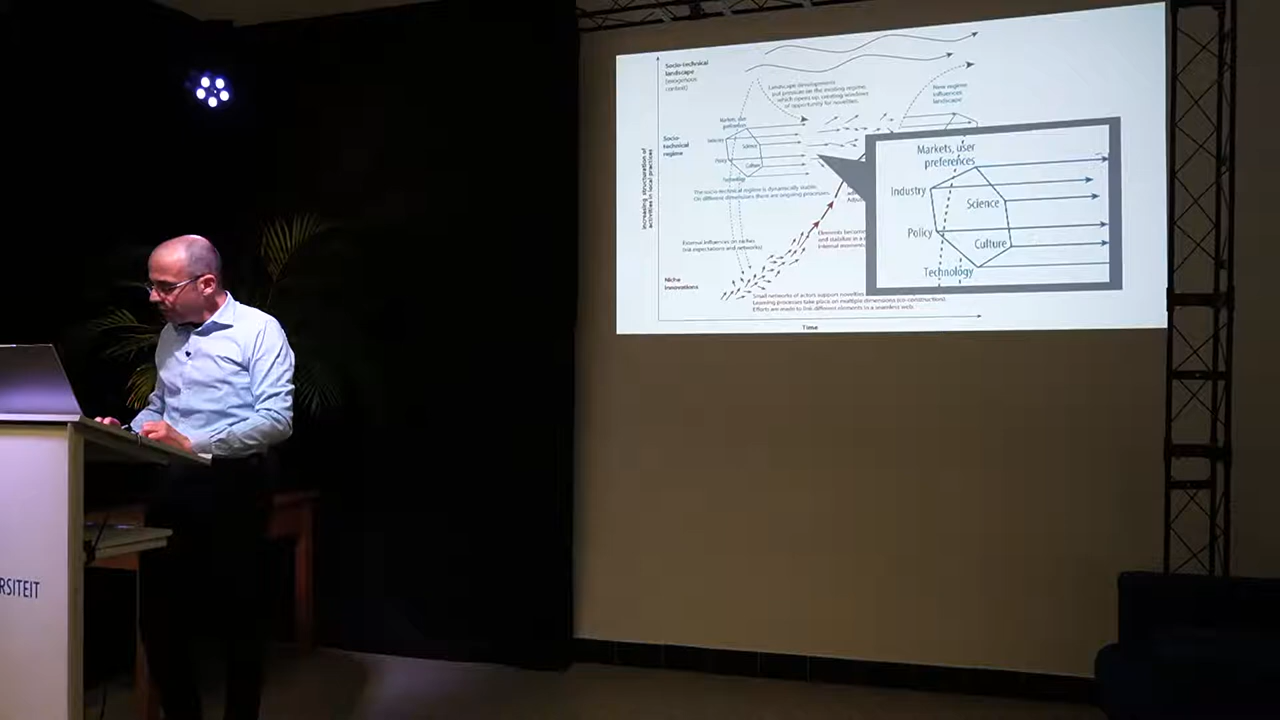 Socio-technical
landscape
(exogenous
context)
Landscape developments
put pressure on the existing regime,
which opens up, creating windows
of opportunity for novelties
New regime
influences
landscape
Increasing structuration of
activities in local practices
Socio-
technical
regime
Markets, user
preferences
Industry
Science
Policy
Culture
Technology
The socio-technical regime is dynamically stable.
On different dimensions there are ongoing processes.
Markets, user
preferences
Industry
Science
Policy
Culture
Technology
External influences on niches
(via expectations and networks)
Elements become
and stabilize in a
Internal momentum
Niche
innovations
Small networks of actors support novelties
Learning processes take place on multiple dimensions (co-construction).
Efforts are made to link different elements in a seamless web.
Time
RSITEIT